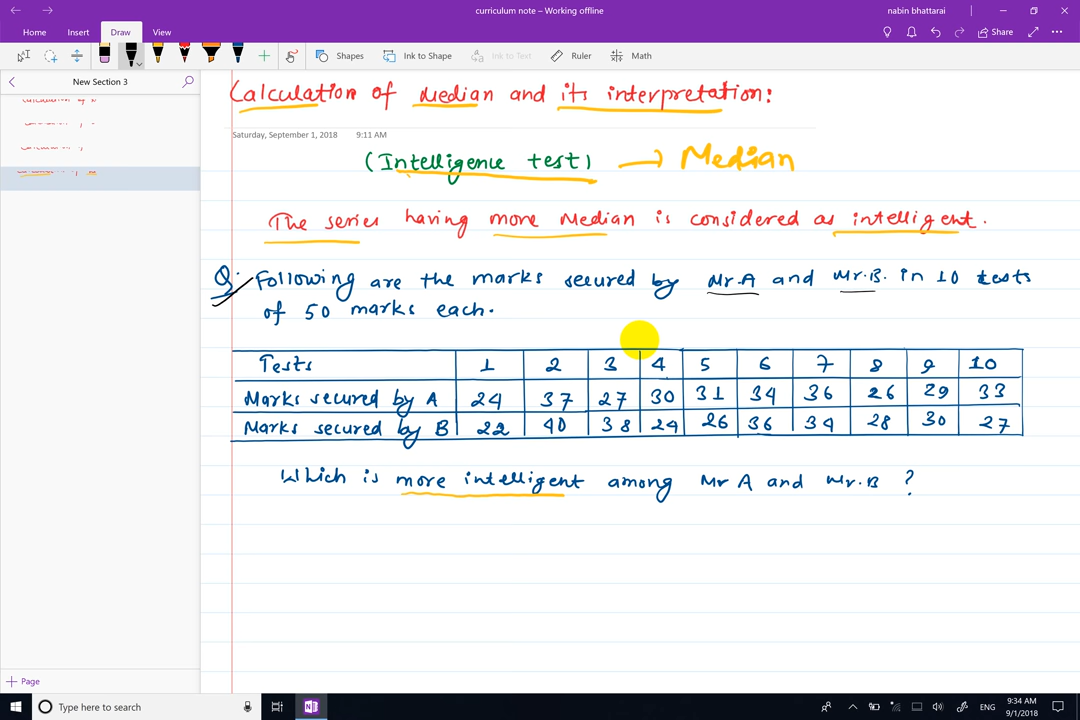 curriculum note – Working offline
nabin bhattarai
Home Insert Draw View
Share
Shapes Ink to Shape Ink to Text Ruler Math
New Section 3
Calculation of Median and its interpretation:
Saturday, September 1, 2018 9:11 AM
(Intelligence test) → Median
The series having more Median is considered as intelligent.
Q. Following are the marks secured by Mr.A and Mr.B. in 10 tests
of 50 marks each.
Tests 1 2 3 4 5 6 7 8 9 10
Marks secured by A 24 37 27 30 31 34 36 26 29 33
Marks secured by B 22 40 38 24 26 36 34 28 30 27
Which is more intelligent among Mr A and Mr.B ?
+ Page
Type here to search
ENG
9:34 AM
9/1/2018